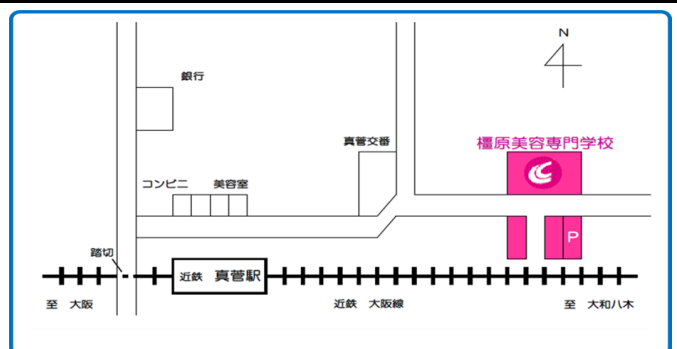 N
銀行
真菅交番
橿原美容専門学校
コンビニ 美容室
P
踏切
近鉄 真菅駅
至 大阪
近鉄 大阪線
至 大和八木